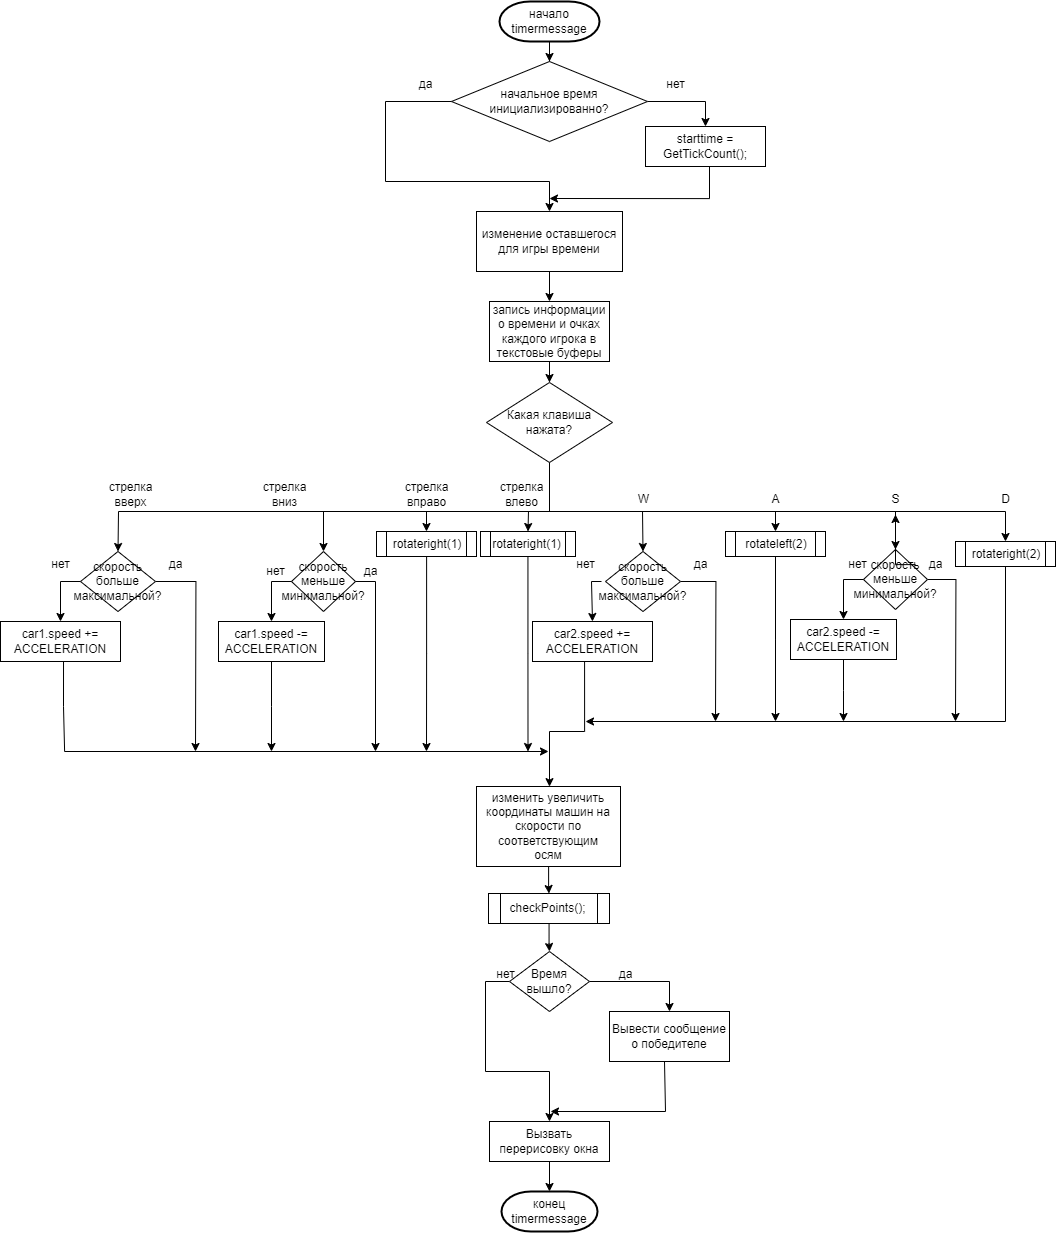 начало
timermessage
да
нет
начальное время
инициализированно?
starttime =
GetTickCount();
изменение оставшегося
для игры времени
запись информации
о времени и очках
каждого игрока в
текстовые буферы
Какая клавиша
нажата?
стрелка
вверх
стрелка
вниз
стрелка
вправо
стрелка
влево
W
A
S
D
rotateright(1)
rotateright(1)
rotateleft(2)
rotateright(2)
нет
скорость
больше
максимальной?
да
нет
скорость
меньше
минимальной?
да
нет
скорость
больше
максимальной?
да
нет
скорость
меньше
минимальной?
да
car1.speed +=
ACCELERATION
car1.speed -=
ACCELERATION
car2.speed +=
ACCELERATION
car2.speed -=
ACCELERATION
изменить увеличить
координаты машин на
скорости по
соответствующим
осям
checkPoints();
нет
Время
вышло?
да
Вывести сообщение
о победителе
Вызвать
перерисовку окна
конец
timermessage